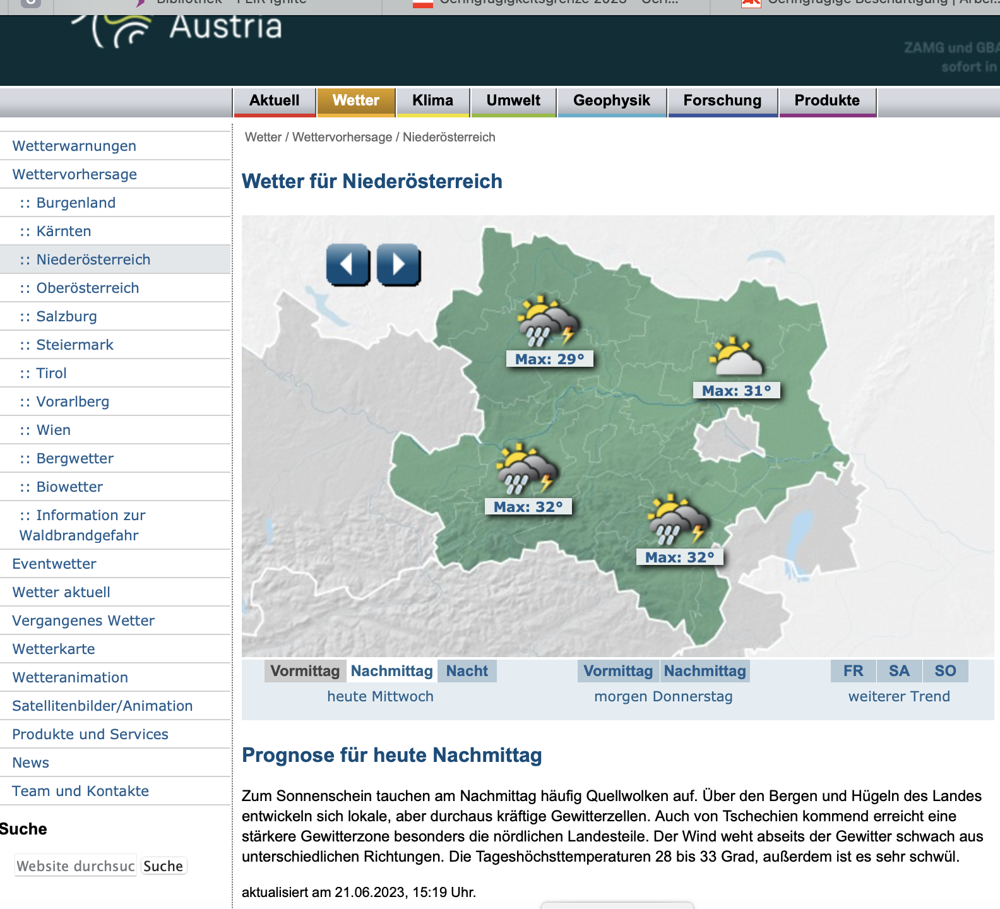 Bibliothek
Geringfügigkeitsgrenze 2023
Geringfügige Beschäftigung | Arbei...
Austria
ZAMG und GBA
sofort in
Aktuell Wetter Klima Umwelt Geophysik Forschung Produkte
Wetter / Wettervorhersage / Niederösterreich
Wetterwarnungen
Wettervorhersage
:: Burgenland
:: Kärnten
:: Niederösterreich
:: Oberösterreich
:: Salzburg
:: Steiermark
:: Tirol
:: Vorarlberg
:: Wien
:: Bergwetter
:: Biowetter
:: Information zur
Waldbrandgefahr
Eventwetter
Wetter aktuell
Vergangenes Wetter
Wetterkarte
Wetteranimation
Satellitenbilder/Animation
Produkte und Services
News
Team und Kontakte
Suche
Website durchsuc Suche
Wetter für Niederösterreich
Max: 29°
Max: 31°
Max: 32°
Max: 32°
Vormittag Nachmittag Nacht Vormittag Nachmittag FR SA SO
heute Mittwoch morgen Donnerstag weiterer Trend
Prognose für heute Nachmittag
Zum Sonnenschein tauchen am Nachmittag häufig Quellwolken auf. Über den Bergen und Hügeln des Landes
entwickeln sich lokale, aber durchaus kräftige Gewitterzellen. Auch von Tschechien kommend erreicht eine
stärkere Gewitterzone besonders die nördlichen Landesteile. Der Wind weht abseits der Gewitter schwach aus
unterschiedlichen Richtungen. Die Tageshöchsttemperaturen 28 bis 33 Grad, außerdem ist es sehr schwül.
aktualisiert am 21.06.2023, 15:19 Uhr.